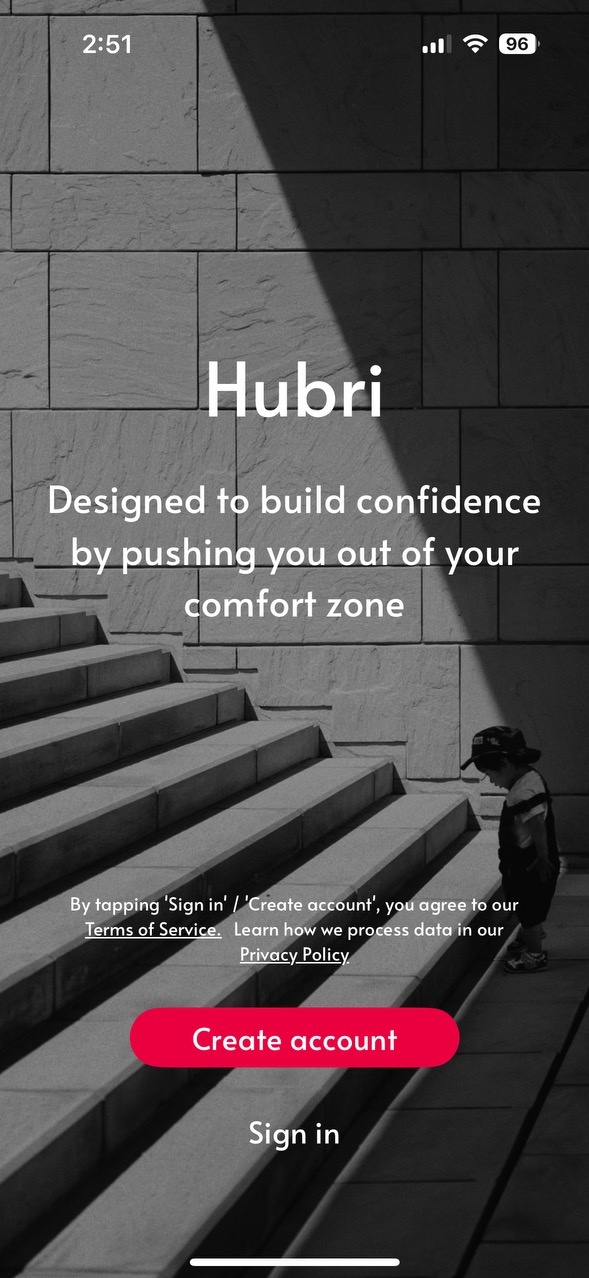 2:51
96
Hubri
Designed to build confidence
by pushing you out of your
comfort zone
By tapping 'Sign in' / 'Create account', you agree to our
Terms of Service. Learn how we process data in our
Privacy Policy
Create account
Sign in